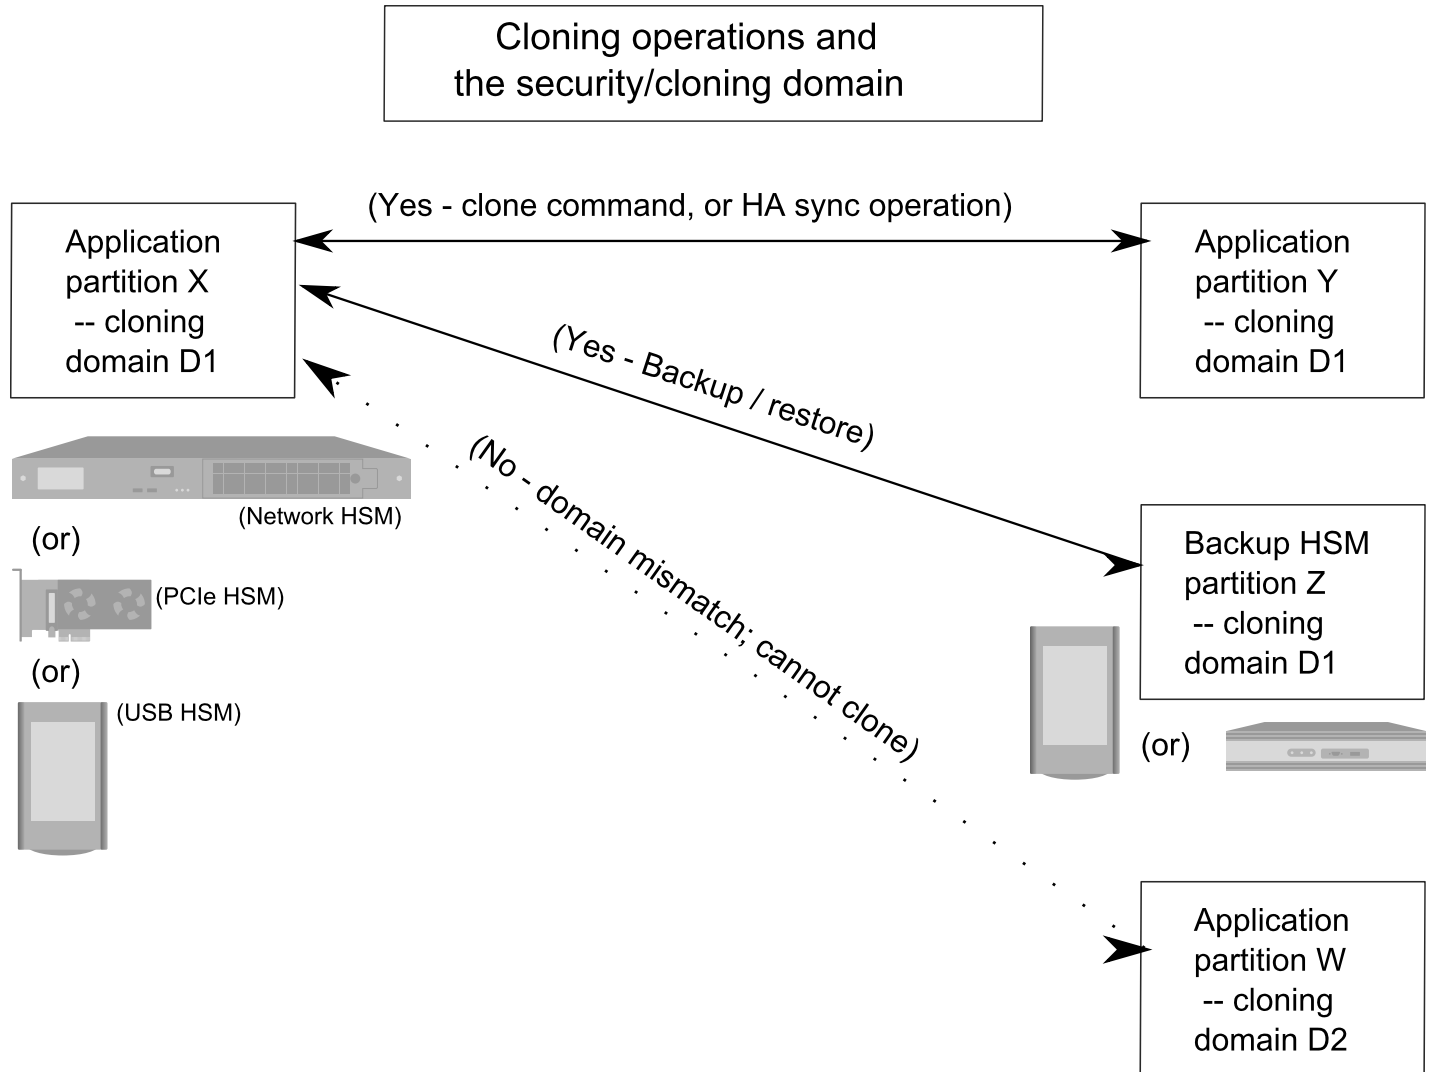 Cloning operations and
the security/cloning domain
(Yes - clone command, or HA sync operation)
Application
partition X
-- cloning
domain D1
Application
partition Y
-- cloning
domain D1
(Yes - Backup / restore)
(No - domain mismatch; cannot clone)
(Network HSM)
(or)
(PCIe HSM)
(or)
(USB HSM)
Backup HSM
partition Z
-- cloning
domain D1
(or)
Application
partition W
-- cloning
domain D2